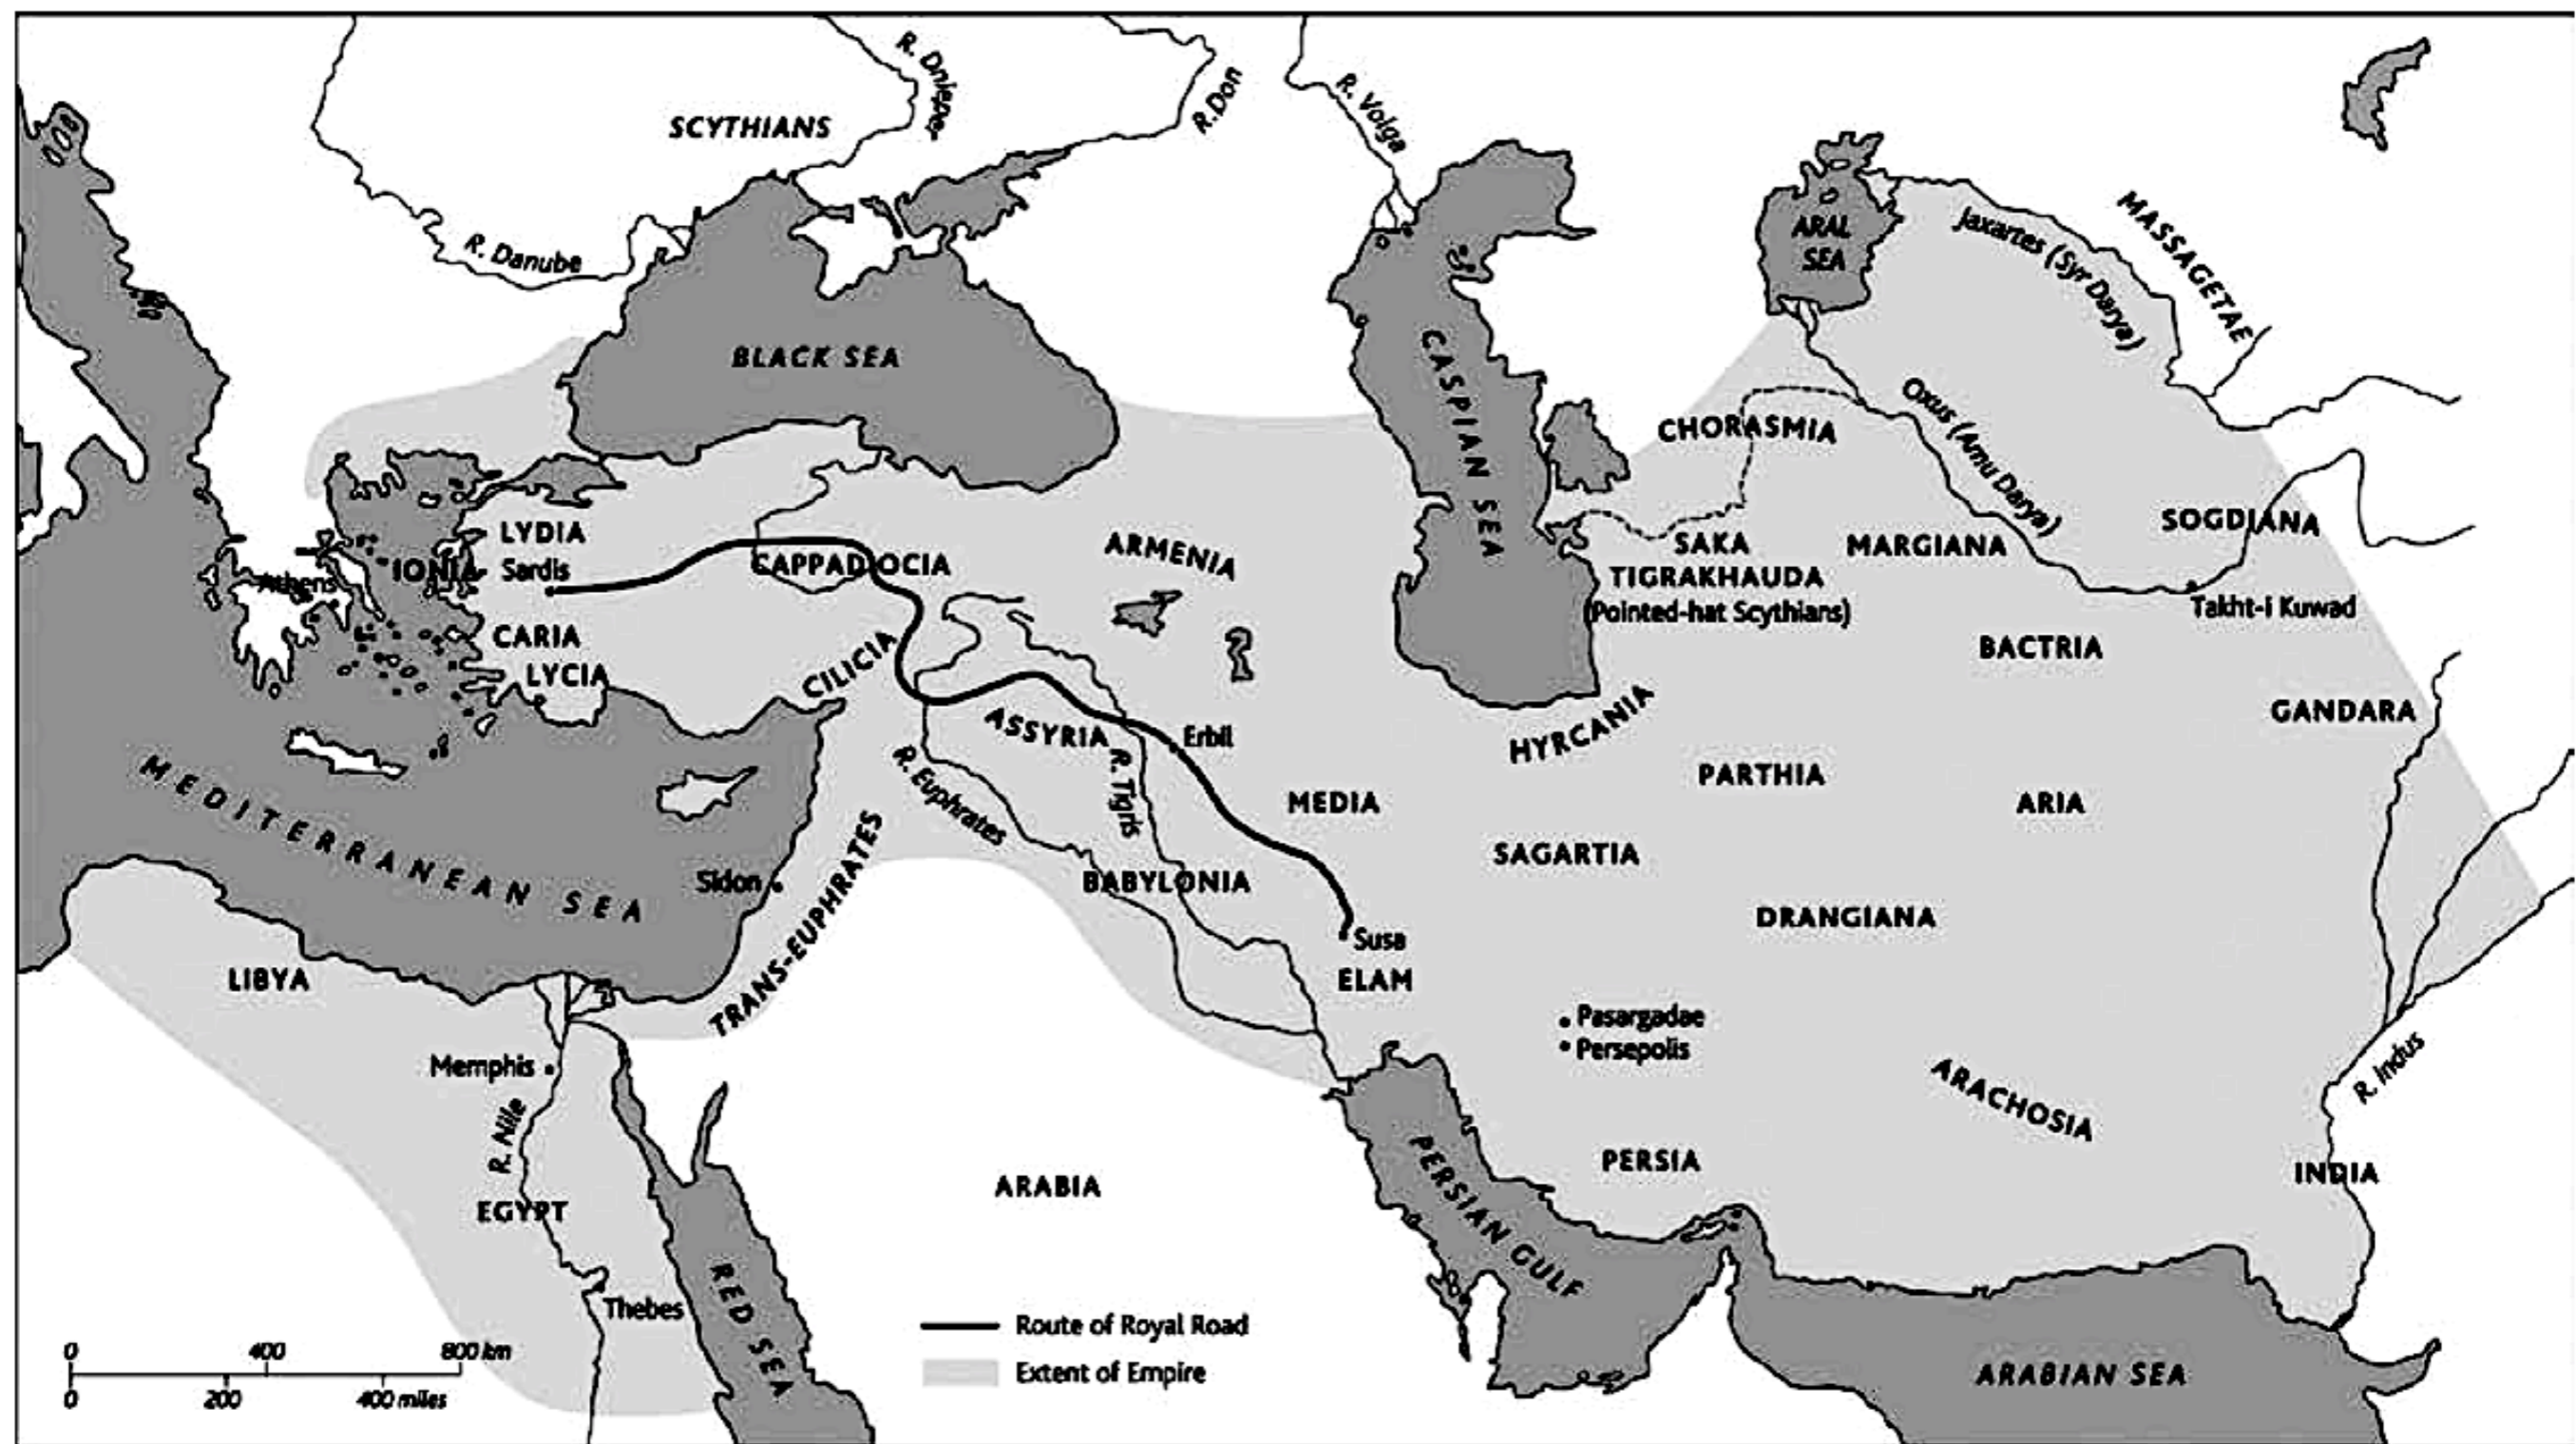 R. Dnieper
R. Don
R. Volga
SCYTHIANS
MASSAGETAE
ARAL
SEA
Jaxartes (Syr Darya)
R. Danube
BLACK SEA
CASPIAN SEA
CHORASMIA
Oxus (Amu Darya)
SOGDIANA
LYDIA
Sardis
IONIA
Athens
CAPPADOCIA
ARMENIA
SAKA
TIGRAKHAUDA
(Pointed-hat Scythians)
MARGIANA
Takht-i Kuwad
CARIA
LYCIA
CILICIA
BACTRIA
GANDARA
HYRCANIA
ASSYRIA
Erbil
R. Tigris
R. Euphrates
MEDIA
PARTHIA
ARIA
MEDITERRANEAN SEA
SAGARTIA
Sidon
TRANS-EUPHRATES
BABYLONIA
DRANGIANA
Susa
ELAM
LIBYA
Pasargadae
Persepolis
Memphis
R. Nile
R. Indus
ARACHOSIA
PERSIA
INDIA
ARABIA
EGYPT
PERSIAN GULF
Thebes
RED SEA
ARABIAN SEA
Route of Royal Road
Extent of Empire
0 400 800 km
0 200 400 miles